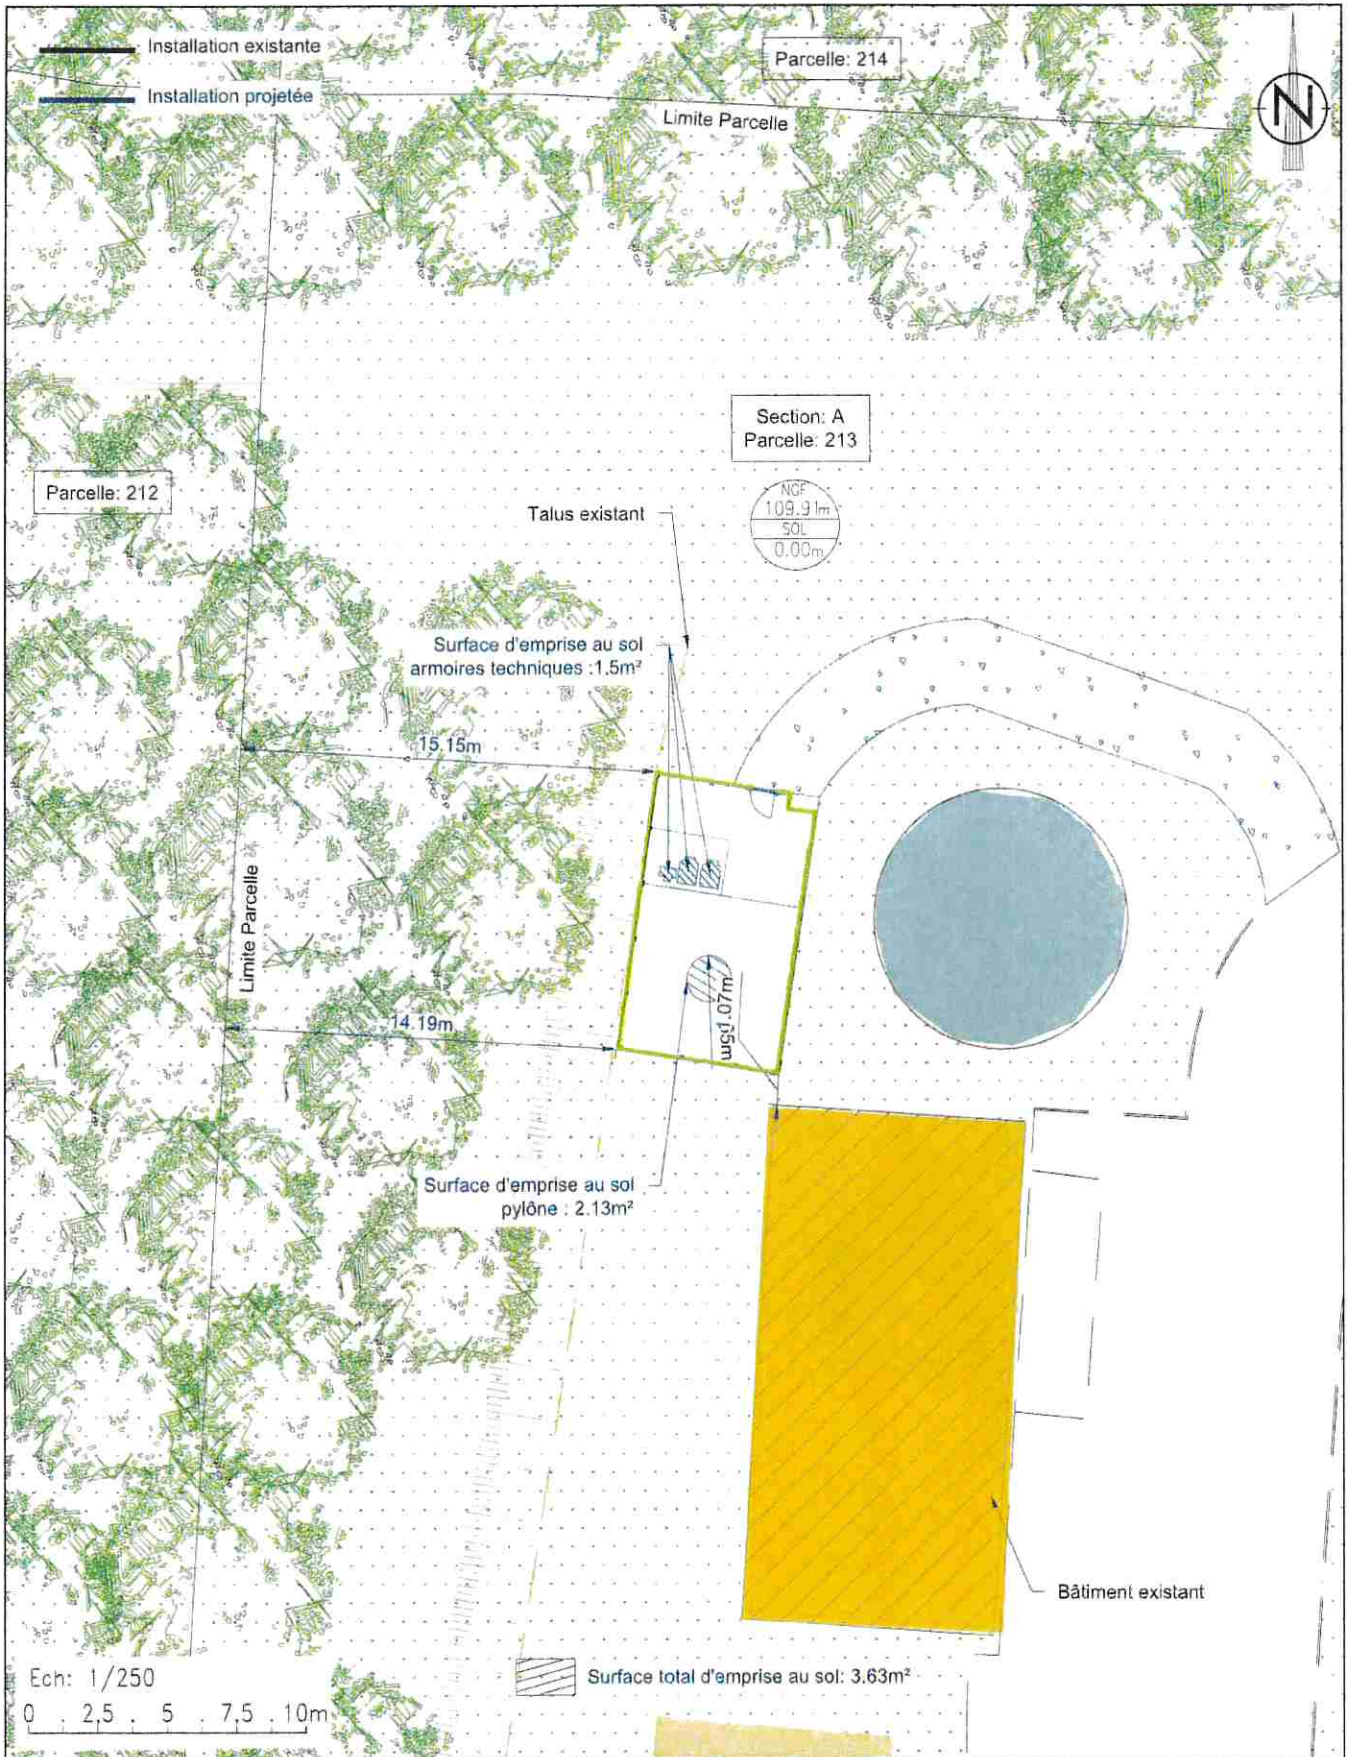 Installation existante
Installation projetée
Parcelle: 214
N
Limite Parcelle
Section: A
Parcelle: 213
Parcelle: 212
NGF
109.91m
SOL
0.00m
Talus existant
Surface d'emprise au sol
armoires techniques :1.5m²
15.15m
Limite Parcelle
14.19m
1.07m
Surface d'emprise au sol
pylône : 2.13m²
Bâtiment existant
Ech: 1/250
Surface total d'emprise au sol: 3.63m²
0 2,5 5 7,5 10m